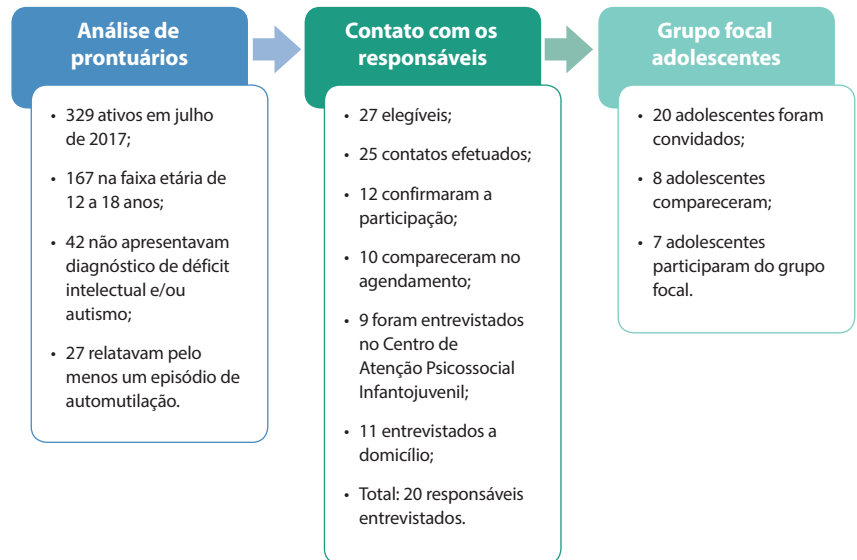 Análise de
prontuários
• 329 ativos em julho
de 2017;
• 167 na faixa etária de
12 a 18 anos;
• 42 não apresentavam
diagnóstico de déficit
intelectual e/ou
autismo;
• 27 relatavam pelo
menos um episódio de
automutilação.
Contato com os
responsáveis
• 27 elegíveis;
• 25 contatos efetuados;
• 12 confirmaram a
participação;
• 10 compareceram no
agendamento;
• 9 foram entrevistados
no Centro de
Atenção Psicossocial
Infantojuvenil;
• 11 entrevistados a
domicílio;
• Total: 20 responsáveis
entrevistados.
Grupo focal
adolescentes
• 20 adolescentes foram
convidados;
• 8 adolescentes
compareceram;
• 7 adolescentes
participaram do grupo
focal.